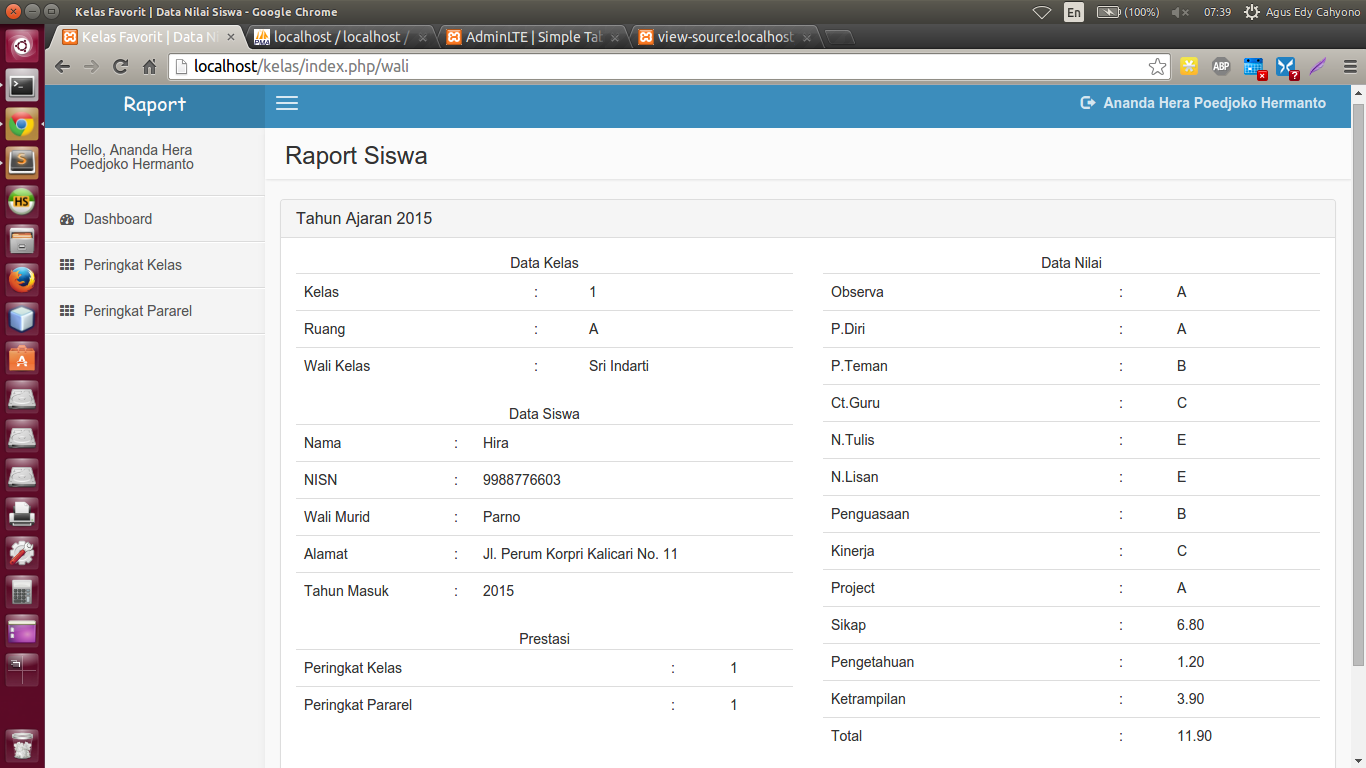 Kelas Favorit | Data Nilai Siswa - Google Chrome
En (100%) 07:39 Agus Edy Cahyono
Kelas Favorit | Data N
localhost / localhost /
AdminLTE | Simple Tab
view-source:localhost
localhost/kelas/index.php/wali
ABP
Raport
Ananda Hera Poedjoko Hermanto
Hello, Ananda Hera
Poedjoko Hermanto
Dashboard
Peringkat Kelas
Peringkat Pararel
Raport Siswa
Tahun Ajaran 2015
Data Kelas
Kelas : 1
Ruang : A
Wali Kelas : Sri Indarti
Data Siswa
Nama : Hira
NISN : 9988776603
Wali Murid : Parno
Alamat : Jl. Perum Korpri Kalicari No. 11
Tahun Masuk : 2015
Prestasi
Peringkat Kelas : 1
Peringkat Pararel : 1
Data Nilai
Observa : A
P.Diri : A
P.Teman : B
Ct.Guru : C
N.Tulis : E
N.Lisan : E
Penguasaan : B
Kinerja : C
Project : A
Sikap : 6.80
Pengetahuan : 1.20
Ketrampilan : 3.90
Total : 11.90
HS